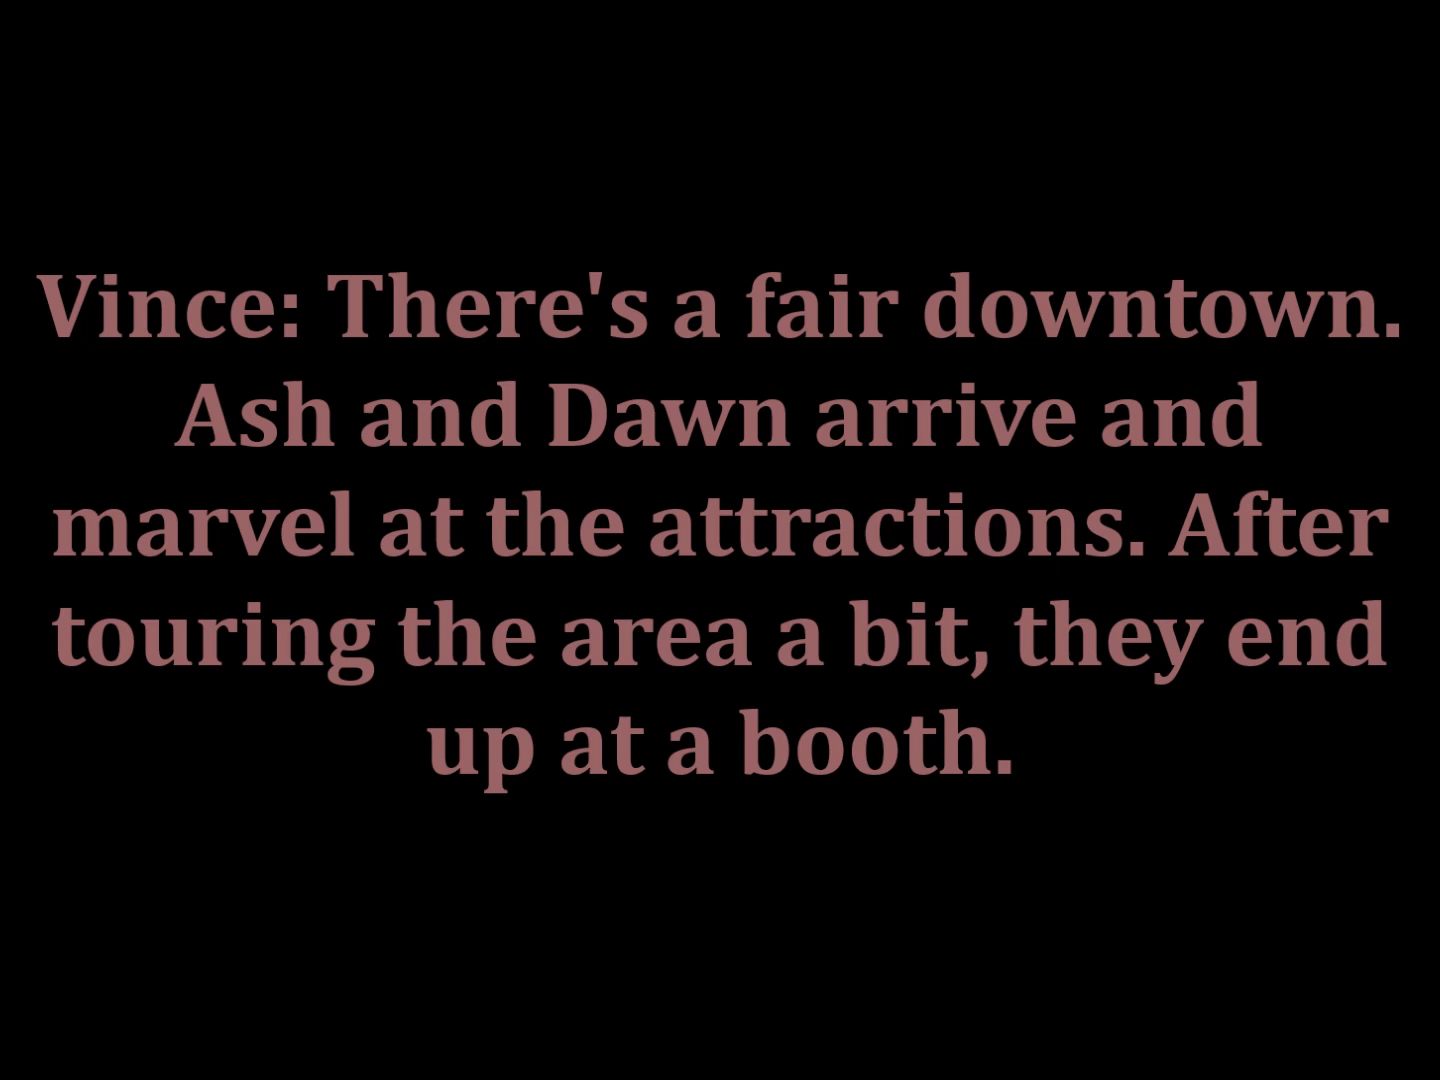 Vince: There's a fair downtown.
Ash and Dawn arrive and
marvel at the attractions. After
touring the area a bit, they end
up at a booth.